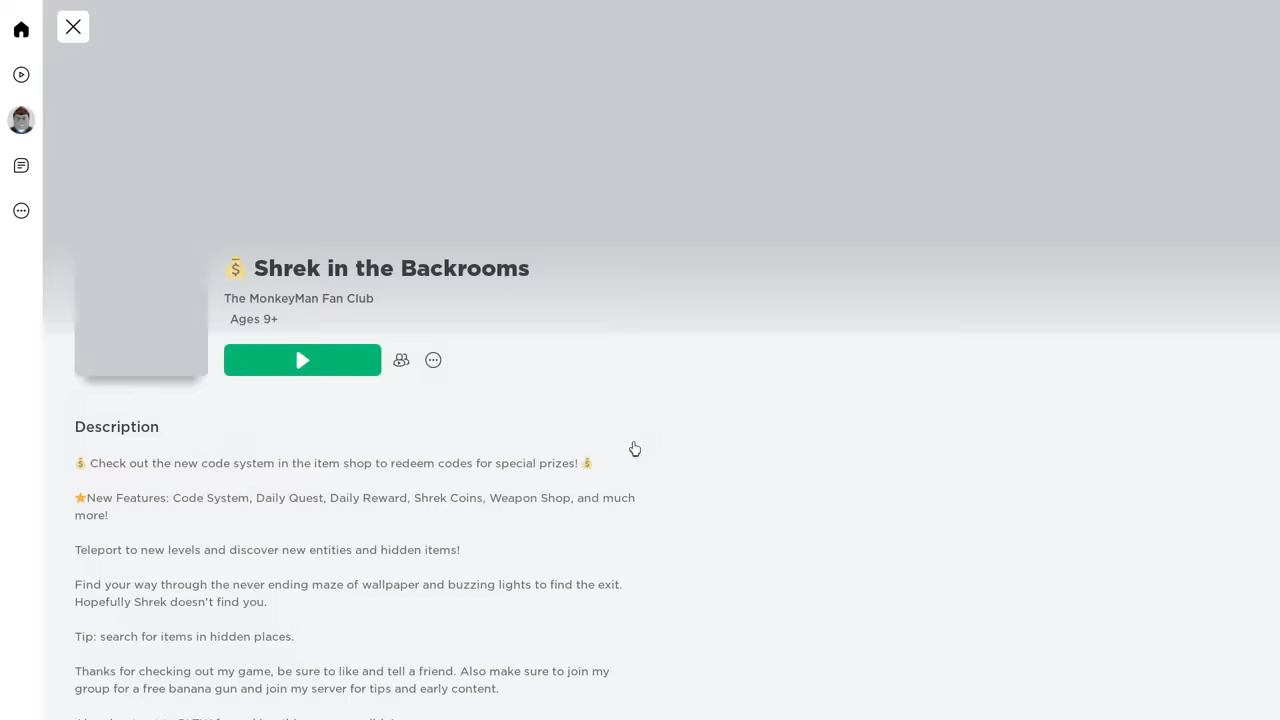 💰 Shrek in the Backrooms
The MonkeyMan Fan Club
Ages 9+
Description
💰 Check out the new code system in the item shop to redeem codes for special prizes! 💰
⭐New Features: Code System, Daily Quest, Daily Reward, Shrek Coins, Weapon Shop, and much
more!
Teleport to new levels and discover new entities and hidden items!
Find your way through the never ending maze of wallpaper and buzzing lights to find the exit.
Hopefully Shrek doesn't find you.
Tip: search for items in hidden places.
Thanks for checking out my game, be sure to like and tell a friend. Also make sure to join my
group for a free banana gun and join my server for tips and early content.